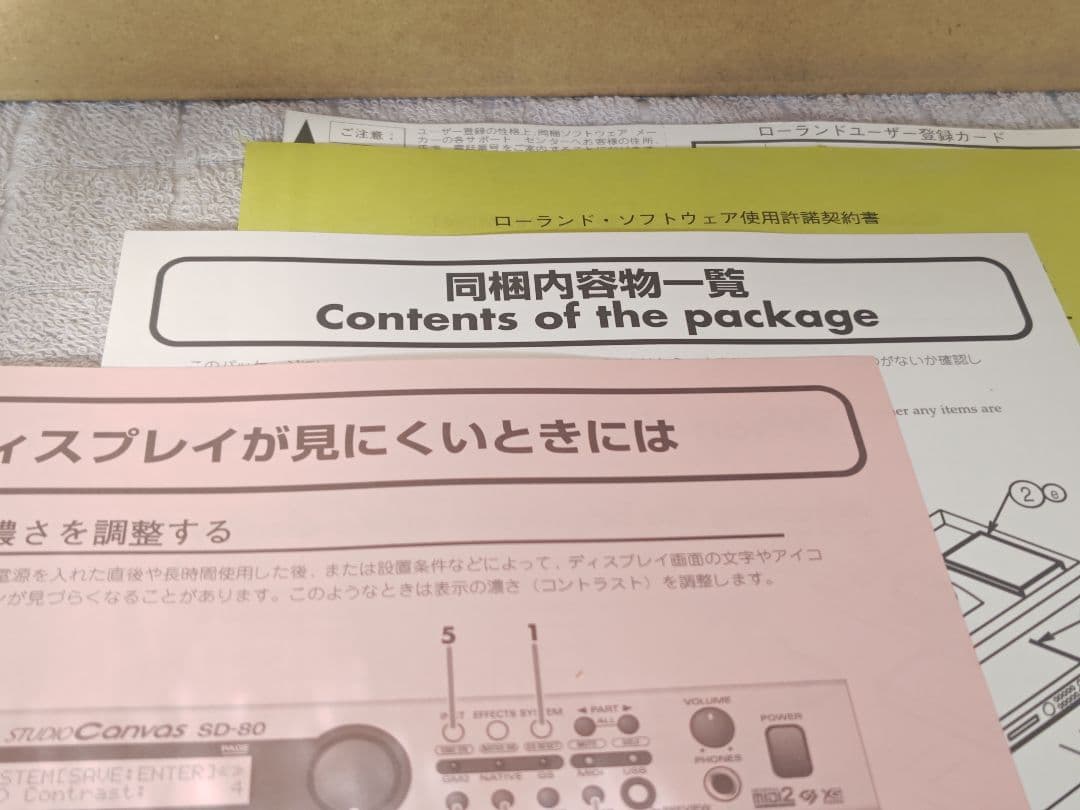 ご注意：
ユーザー登録の性格上、同梱ソフトウェア メー
カーの各サポート センターへお客様の住所、
ローランドユーザー登録カード
ローランド・ソフトウェア使用許諾契約書
同梱内容物一覧
Contents of the package
がないか確認し
any items are
2 e
ィスプレイが見にくいときには
濃さを調整する
電源を入れた直後や長時間使用した後、または設置条件などによって、ディスプレイ画面の文字やアイコ
ンが見づらくなることがあります。このようなときは表示の濃さ（コントラスト）を調整します。
5 1
STUDIO Canvas SD-80
EFFECTS SYSTEM ◀ PART ▶
ALL
VOLUME
POWER
PAGE
STEM[SAVE:ENTER]
Contrast: 4
GM2 NATIVE GS MIDI USB
PHONES
PREVIEW